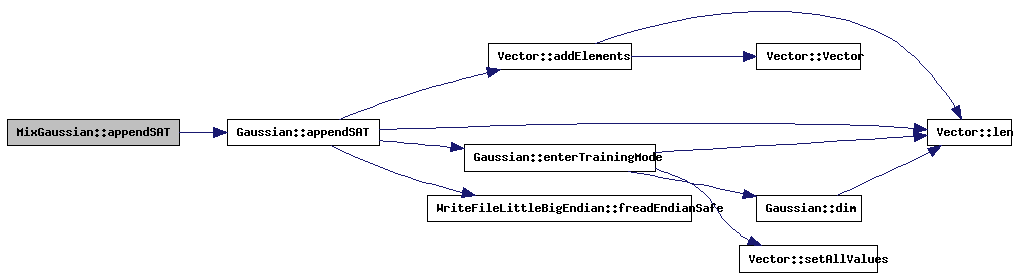 Vector::addElements
Vector::Vector
MixGaussian::appendSAT
Gaussian::appendSAT
Vector::len
Gaussian::enterTrainingMode
WriteFileLittleBigEndian::freadEndianSafe
Gaussian::dim
Vector::setAllValues